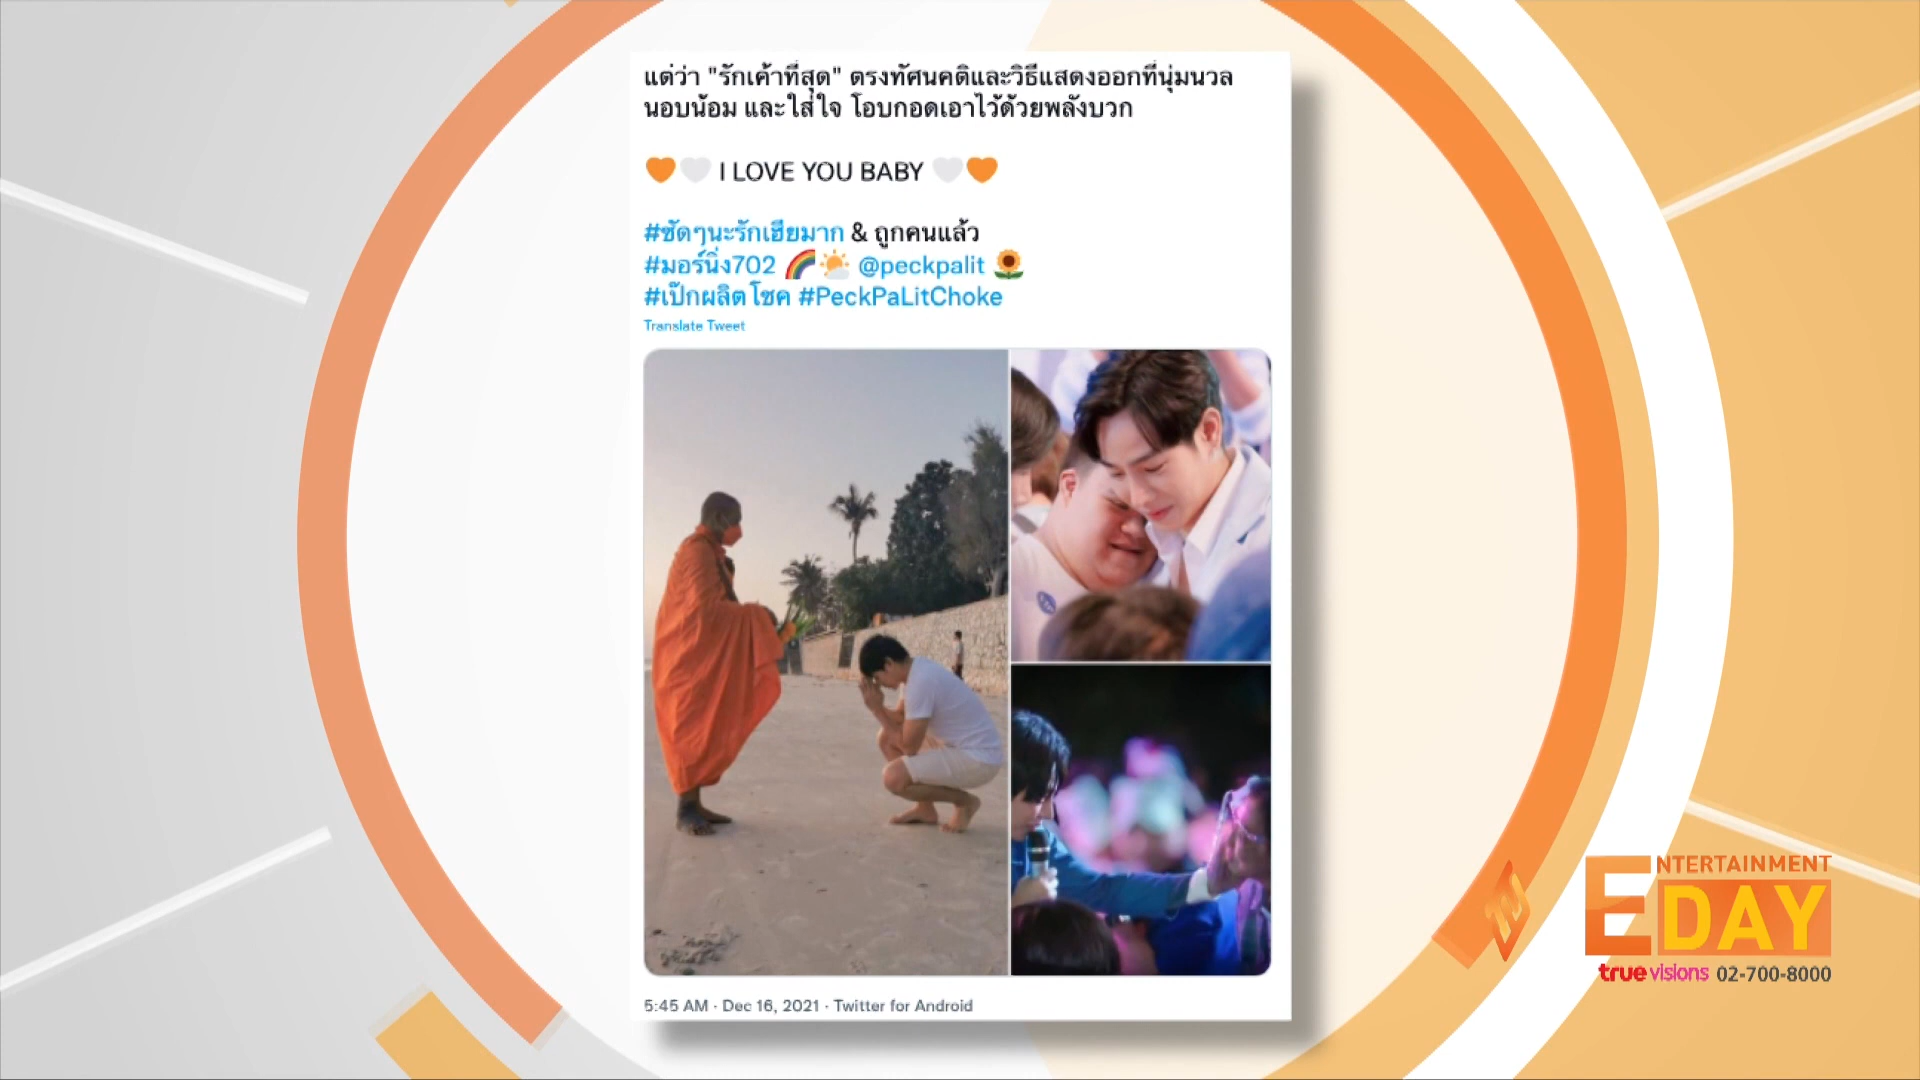 แต่ว่า "รักเค้าที่สุด" ตรงทัศนคติและวิธีแสดงออกที่นุ่มนวล
นอบน้อม และใส่ใจ โอบกอดเอาไว้ด้วยพลังบวก
🧡🤍 I LOVE YOU BABY 🤍🧡
#ชัดๆนะรักเฮียมาก & ถูกคนแล้ว
#มอร์นิ่ง702 🌈🌤️ @peckpalit 🌻
#เป๊กผลิตโชค #PeckPaLitChoke
Translate Tweet
5:45 AM · Dec 16, 2021 · Twitter for Android
ENTERTAINMENT
EDAY
truevisions 02-700-8000